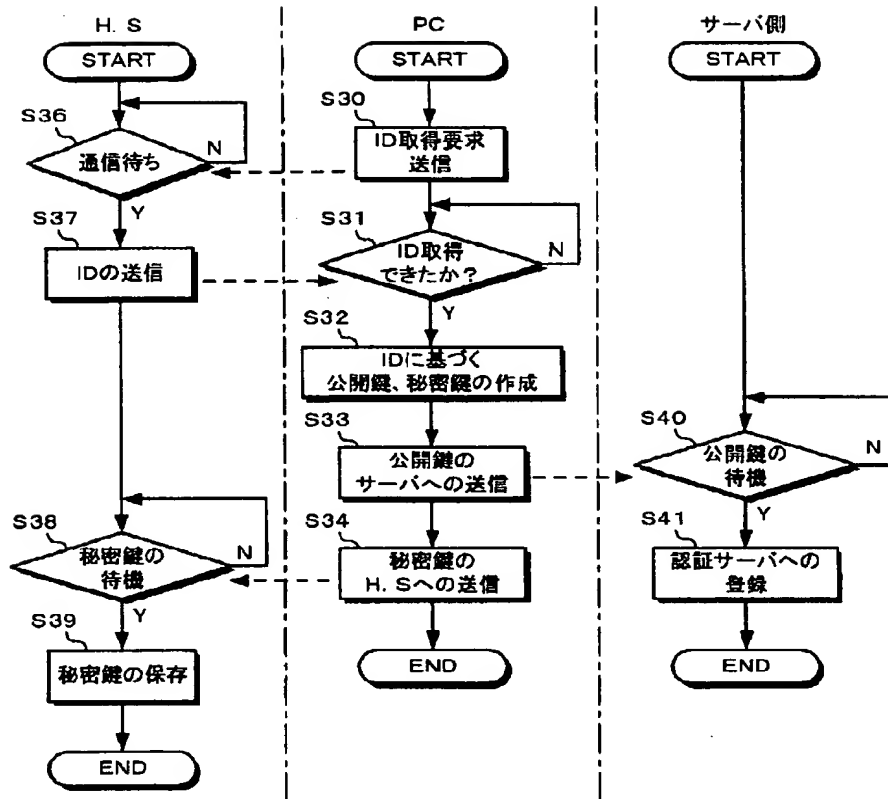 H. S
START
S36
通信待ち
N
Y
S37
IDの送信
S38
秘密鍵の
待機
N
Y
S39
秘密鍵の保存
END
PC
START
S30
ID取得要求
送信
S31
ID取得
できたか?
N
Y
S32
IDに基づく
公開鍵、秘密鍵の作成
S33
公開鍵の
サーバへの送信
S34
秘密鍵の
H. Sへの送信
END
サーバ側
START
S40
公開鍵の
待機
N
Y
S41
認証サーバへの
登録
END